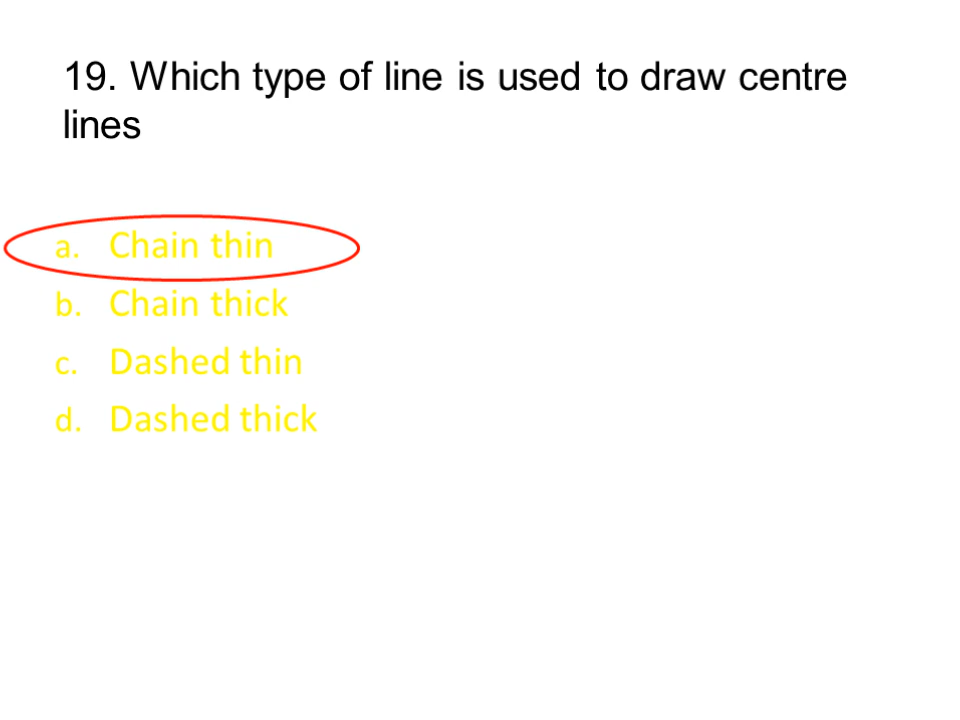 19. Which type of line is used to draw centre
lines
a. Chain thin
b. Chain thick
c. Dashed thin
d. Dashed thick